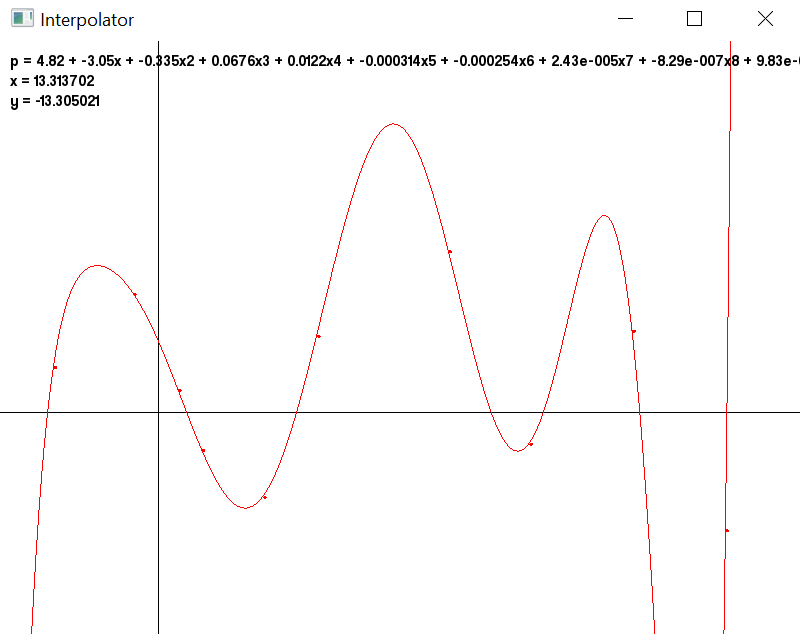 Interpolator
p = 4.82 + -3.05x + -0.335x2 + 0.0676x3 + 0.0122x4 + -0.000314x5 + -0.000254x6 + 2.43e-005x7 + -8.29e-007x8 + 9.83e-0
x = 13.313702
y = -13.305021